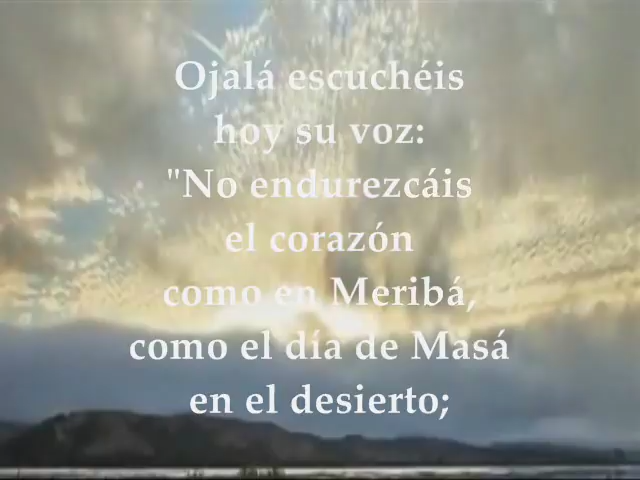 Ojalá escuchéis
hoy su voz:
"No endurezcáis
el corazón
como en Meribá,
como el día de Masá
en el desierto;